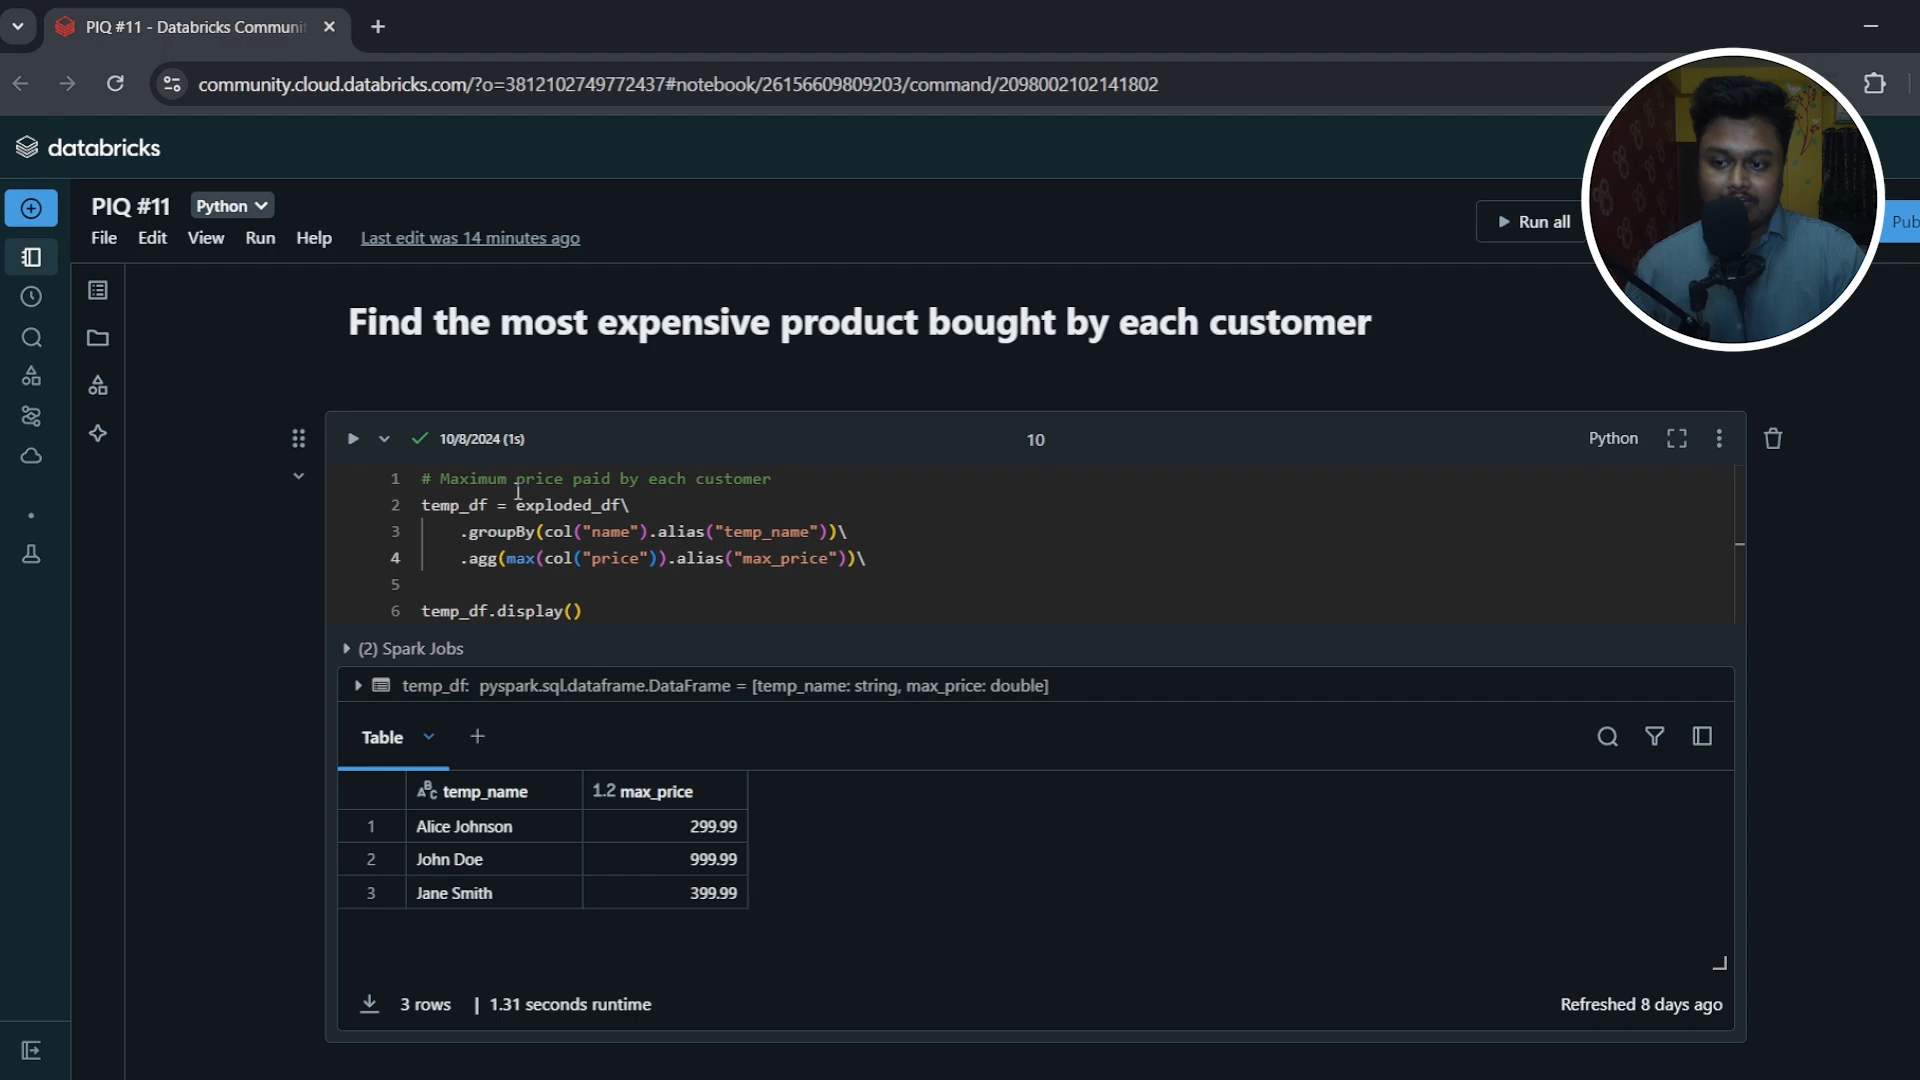 PIQ #11 - Databricks Communi
community.cloud.databricks.com/?o=3812102749772437#notebook/26156609809203/command/2098002102141802
databricks
PIQ #11 Python
File Edit View Run Help Last edit was 14 minutes ago
Run all
Pub
Find the most expensive product bought by each customer
10/8/2024 (1s)
10
Python
1 # Maximum price paid by each customer
2 temp_df = exploded_df\
3 .groupBy(col("name").alias("temp_name"))\
4 .agg(max(col("price")).alias("max_price"))\
5
6 temp_df.display()
(2) Spark Jobs
temp_df: pyspark.sql.dataframe.DataFrame = [temp_name: string, max_price: double]
Table
ABC temp_name 1.2 max_price
1 Alice Johnson 299.99
2 John Doe 999.99
3 Jane Smith 399.99
3 rows | 1.31 seconds runtime
Refreshed 8 days ago